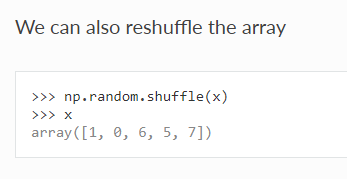 We can also reshuffle the array
>>> np.random.shuffle(x)
>>> x
array([1, 0, 6, 5, 7])